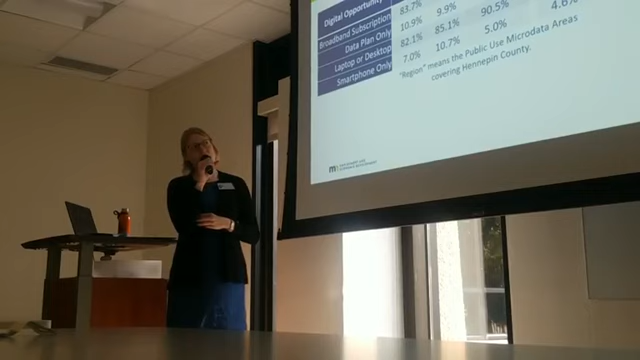 Digital Opportunity
Broadband Subscription 83.7% 9.9% 90.5% 4.6%
Data Plan Only 10.9% 85.1% 5.0%
Laptop or Desktop 82.1% 10.7%
Smartphone Only 7.0%
"Region" means the Public Use Microdata Areas
covering Hennepin County.